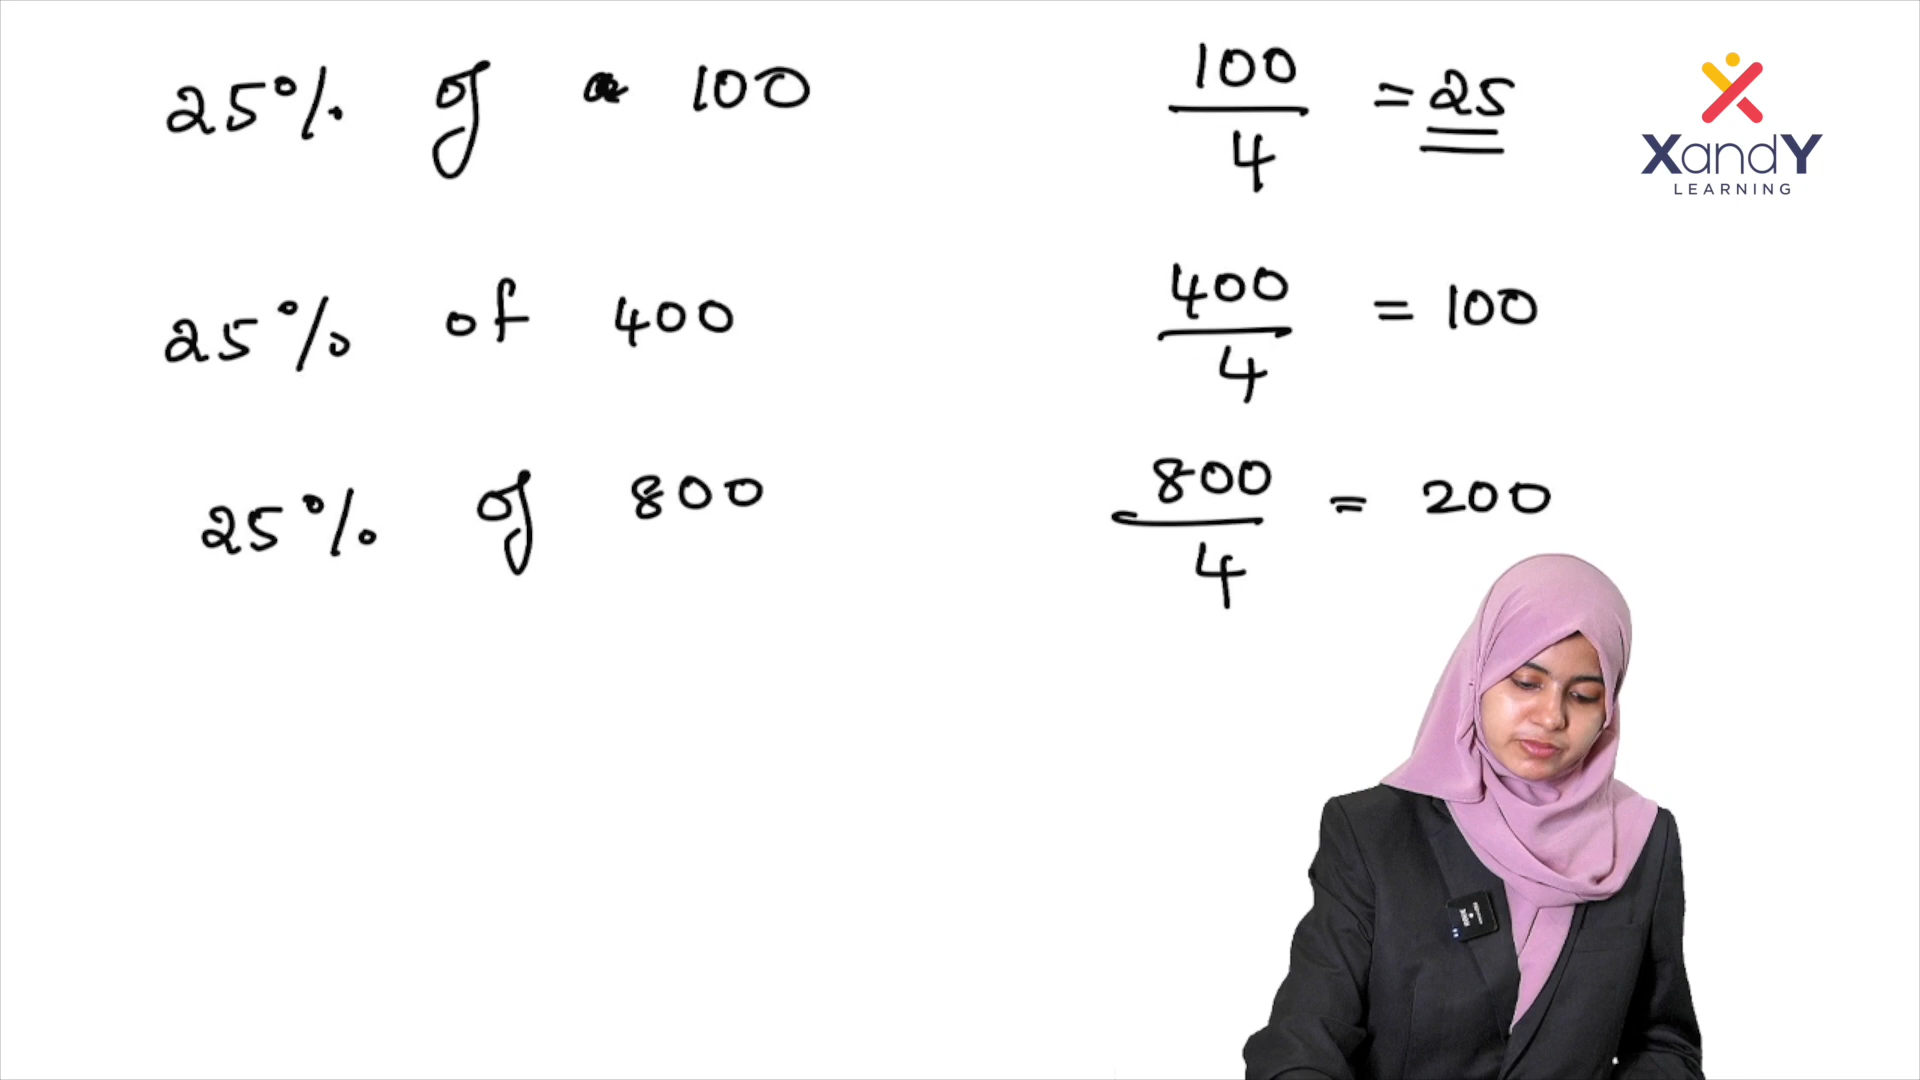 25% of 100 100/4 = 25
25% of 400 400/4 = 100
25% of 800 800/4 = 200
XandY
LEARNING